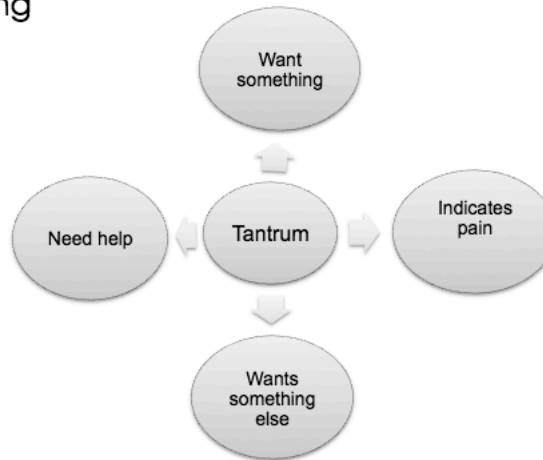 ng
Want
something
Need help
Tantrum
Indicates
pain
Wants
something
else